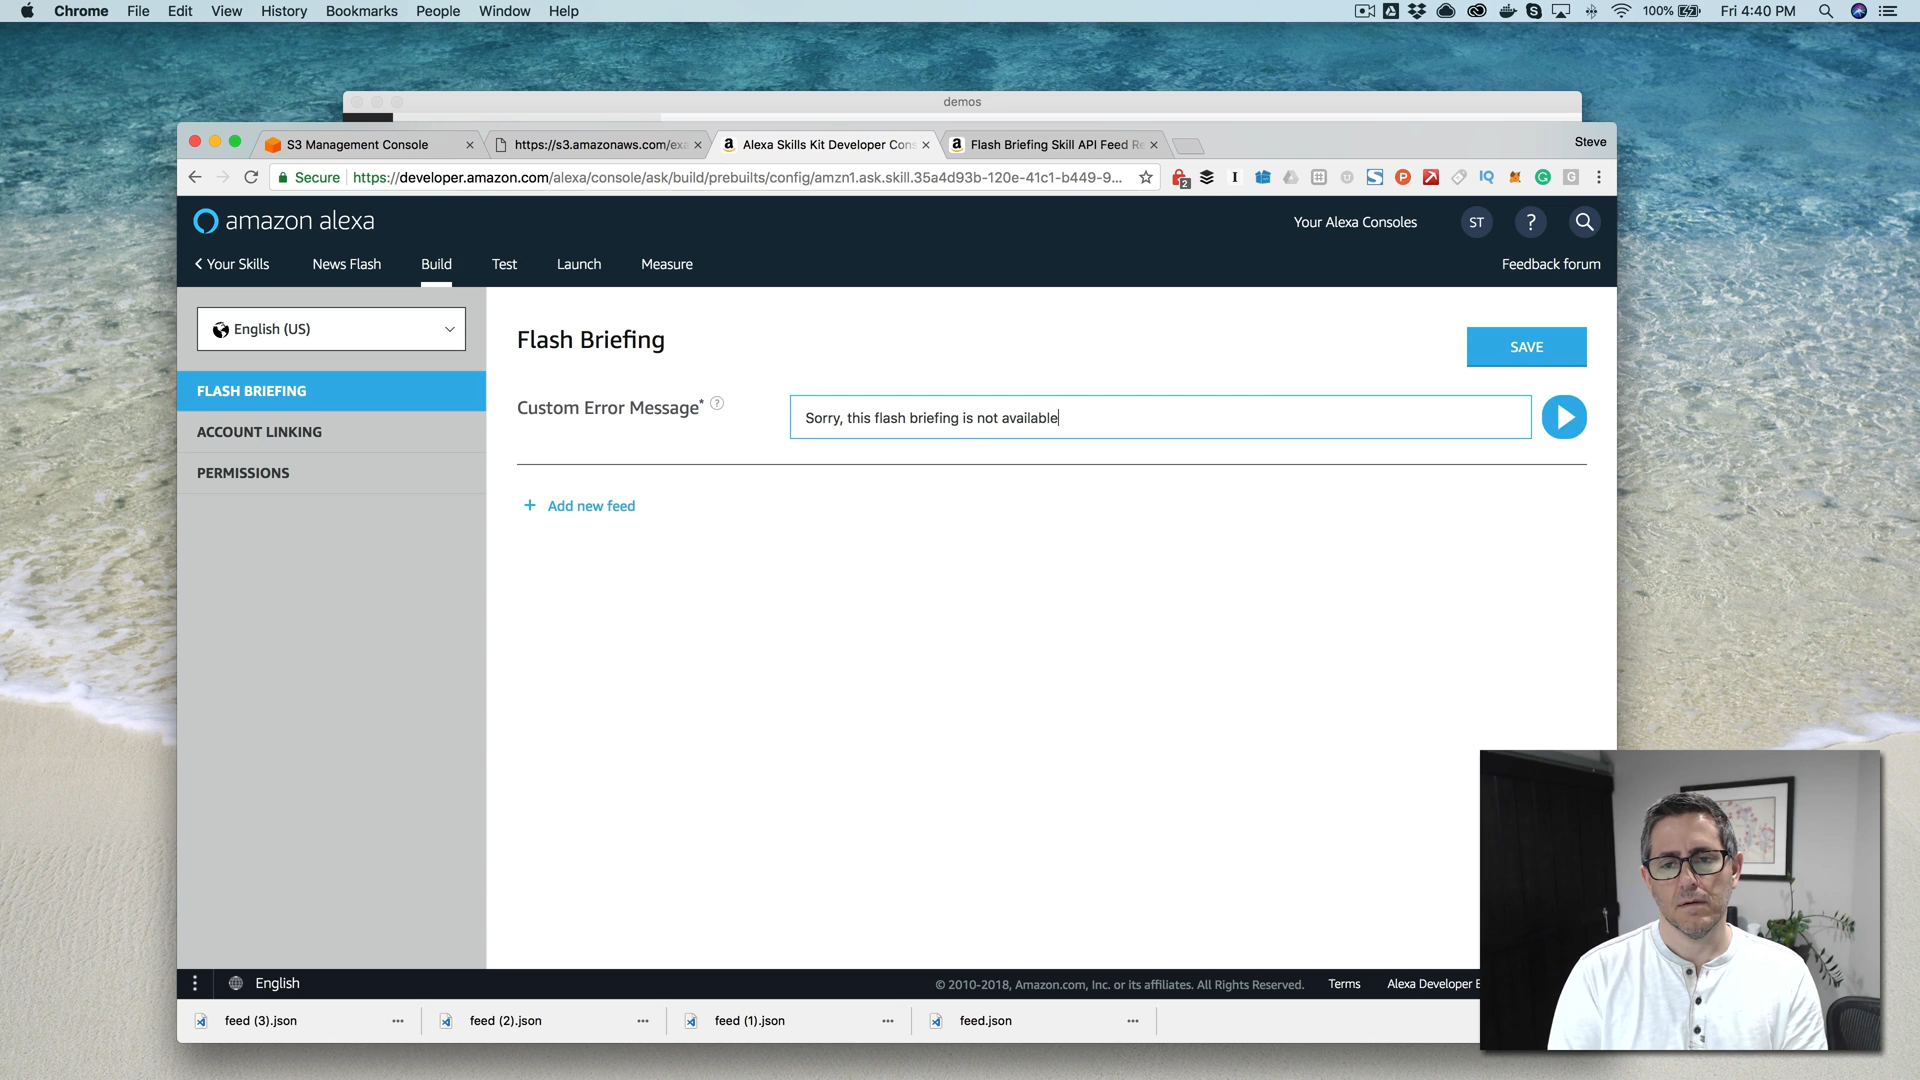 Chrome File Edit View History Bookmarks People Window Help
100% Fri 4:40 PM
demos
S3 Management Console
https://s3.amazonaws.com/exa
Alexa Skills Kit Developer Cons
Flash Briefing Skill API Feed Re
Steve
Secure https://developer.amazon.com/alexa/console/ask/build/prebuilts/config/amzn1.ask.skill.35a4d93b-120e-41c1-b449-9...
amazon alexa
Your Alexa Consoles
ST
?
Your Skills
News Flash
Build
Test
Launch
Measure
Feedback forum
English (US)
FLASH BRIEFING
ACCOUNT LINKING
PERMISSIONS
Flash Briefing
SAVE
Custom Error Message* ?
Sorry, this flash briefing is not available
+ Add new feed
English
© 2010-2018, Amazon.com, Inc. or its affiliates. All Rights Reserved.
Terms
Alexa Developer
feed (3).json
feed (2).json
feed (1).json
feed.json